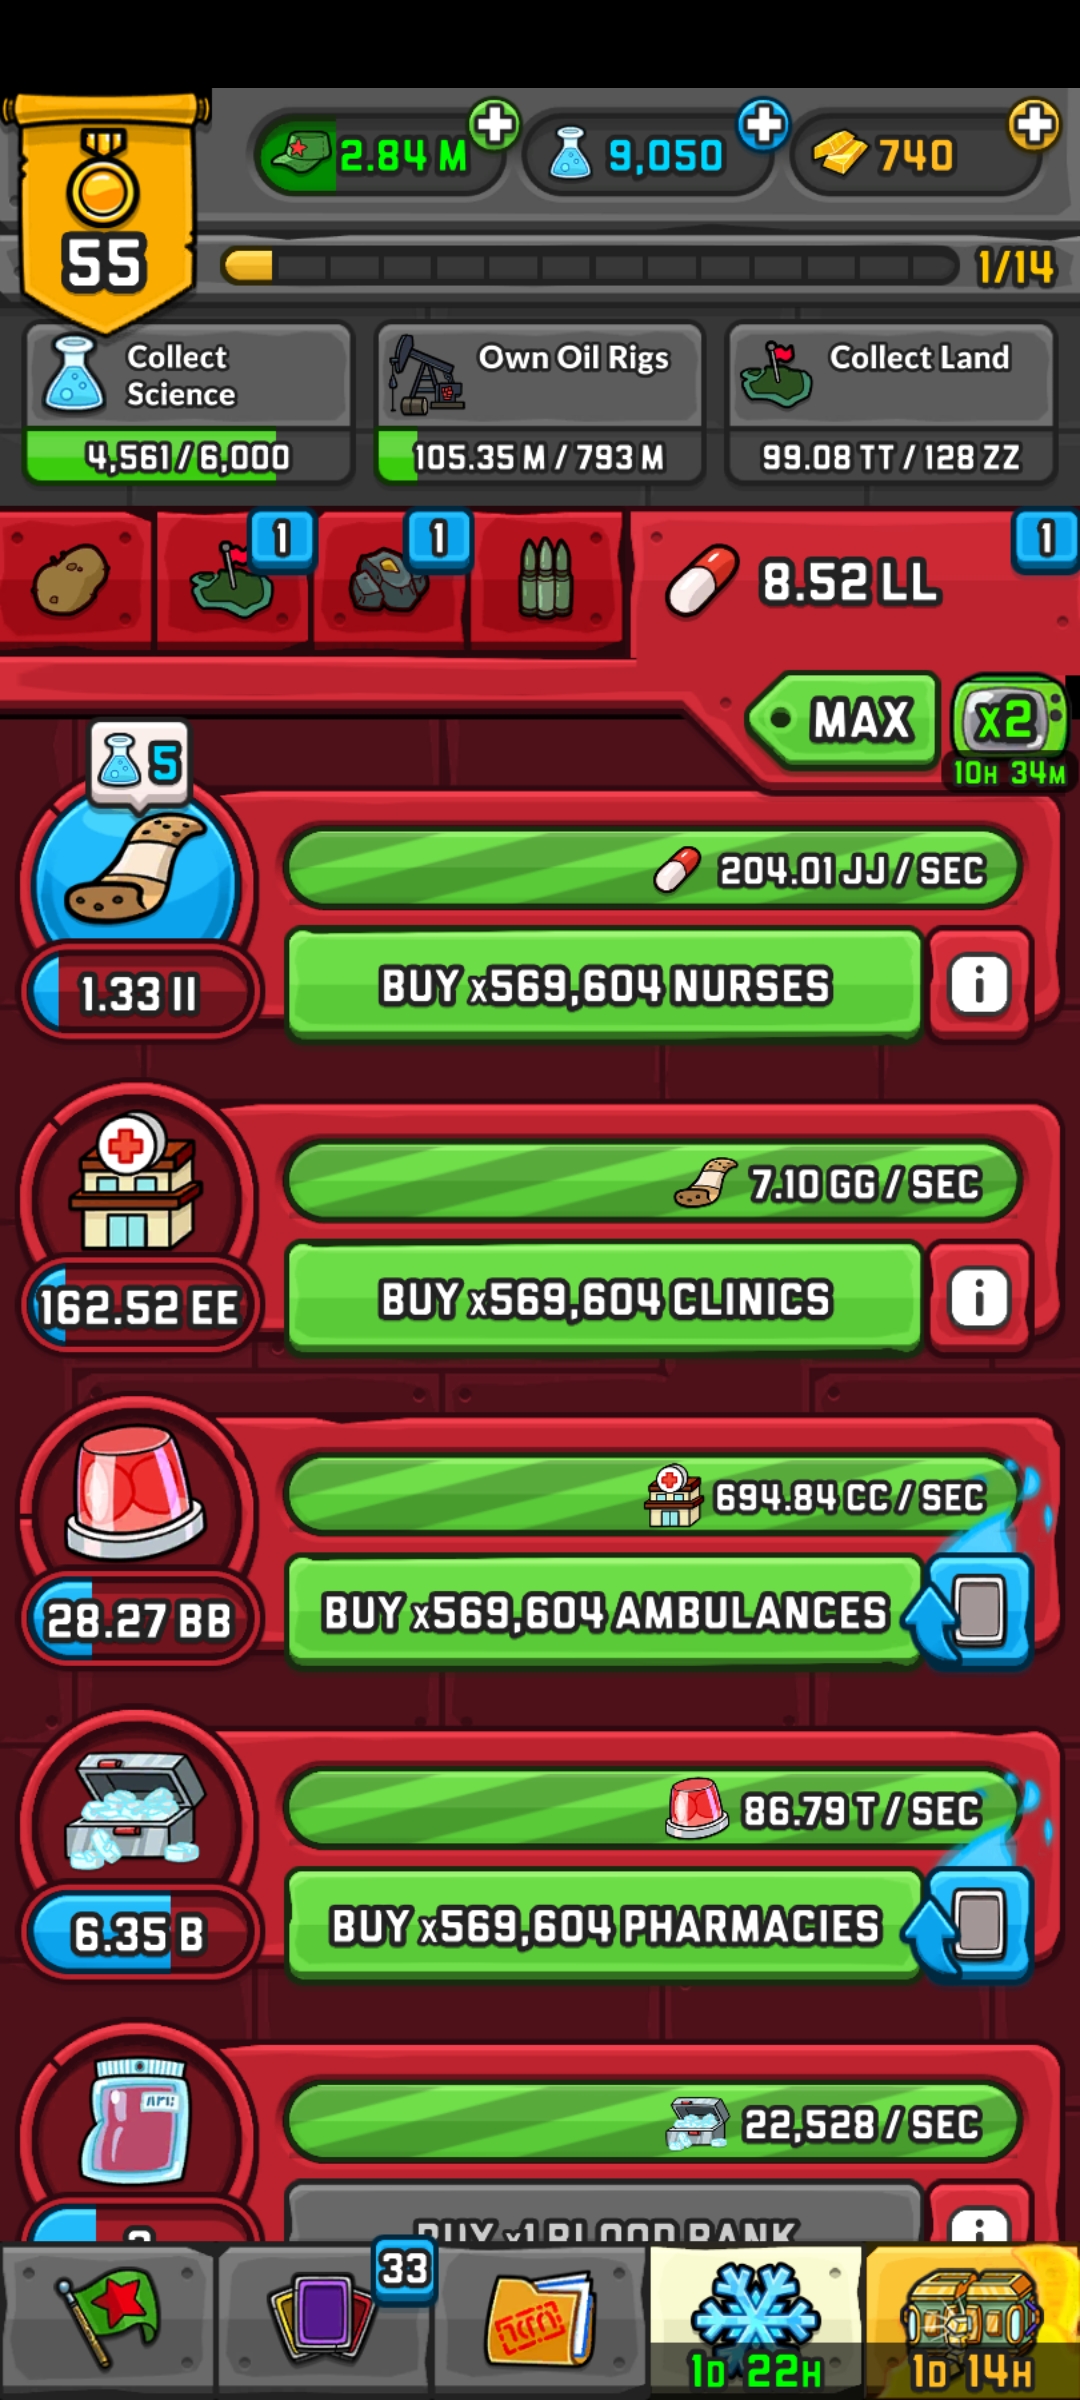 2.84 M
9,050
740
55
1/14
Collect
Science
4,561 / 6,000
Own Oil Rigs
105.35 M / 793 M
Collect Land
99.08 TT / 128 ZZ
1
1
1
8.52 LL
MAX
x2
10H 34M
5
204.01 JJ / SEC
1.33 II
BUY x569,604 NURSES
i
7.10 GG / SEC
162.52 EE
BUY x569,604 CLINICS
i
694.84 CC / SEC
28.27 BB
BUY x569,604 AMBULANCES
86.79 T / SEC
6.35 B
BUY x569,604 PHARMACIES
22,528 / SEC
BUY x1 BLOOD BANK
i
33
1D 22H
1D 14H